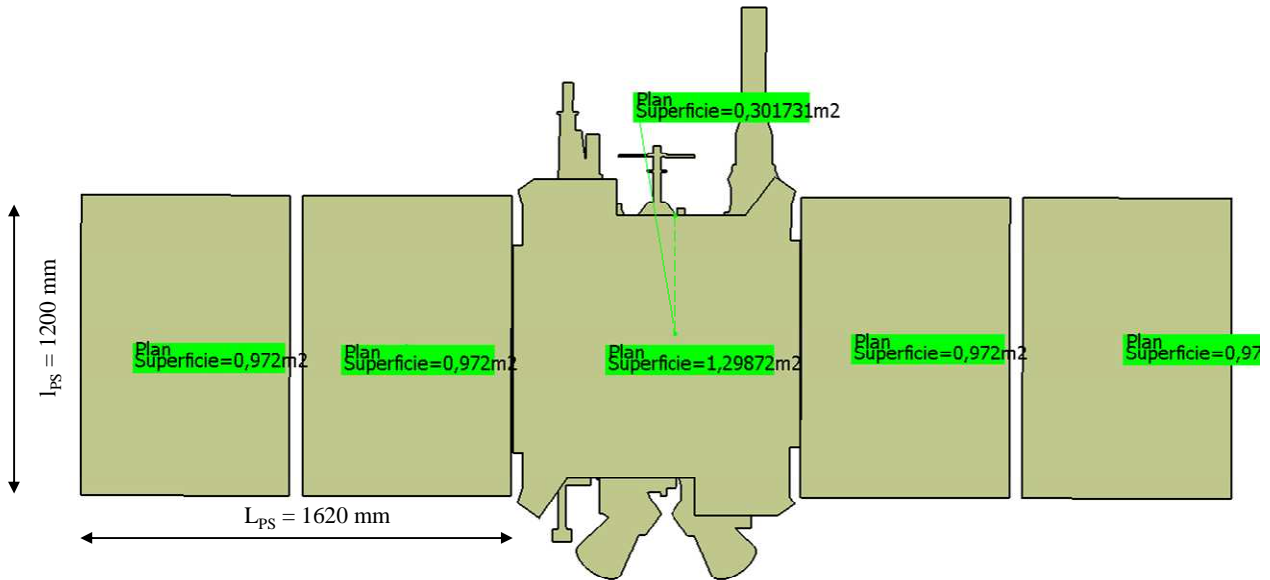 Plan
Superficie=0,301731m2
lPS = 1200 mm
Plan
Superficie=0,972m2
Plan
Superficie=0,972m2
Plan
Superficie=1,29872m2
Plan
Superficie=0,972m2
Plan
Superficie=0,97
LPS = 1620 mm